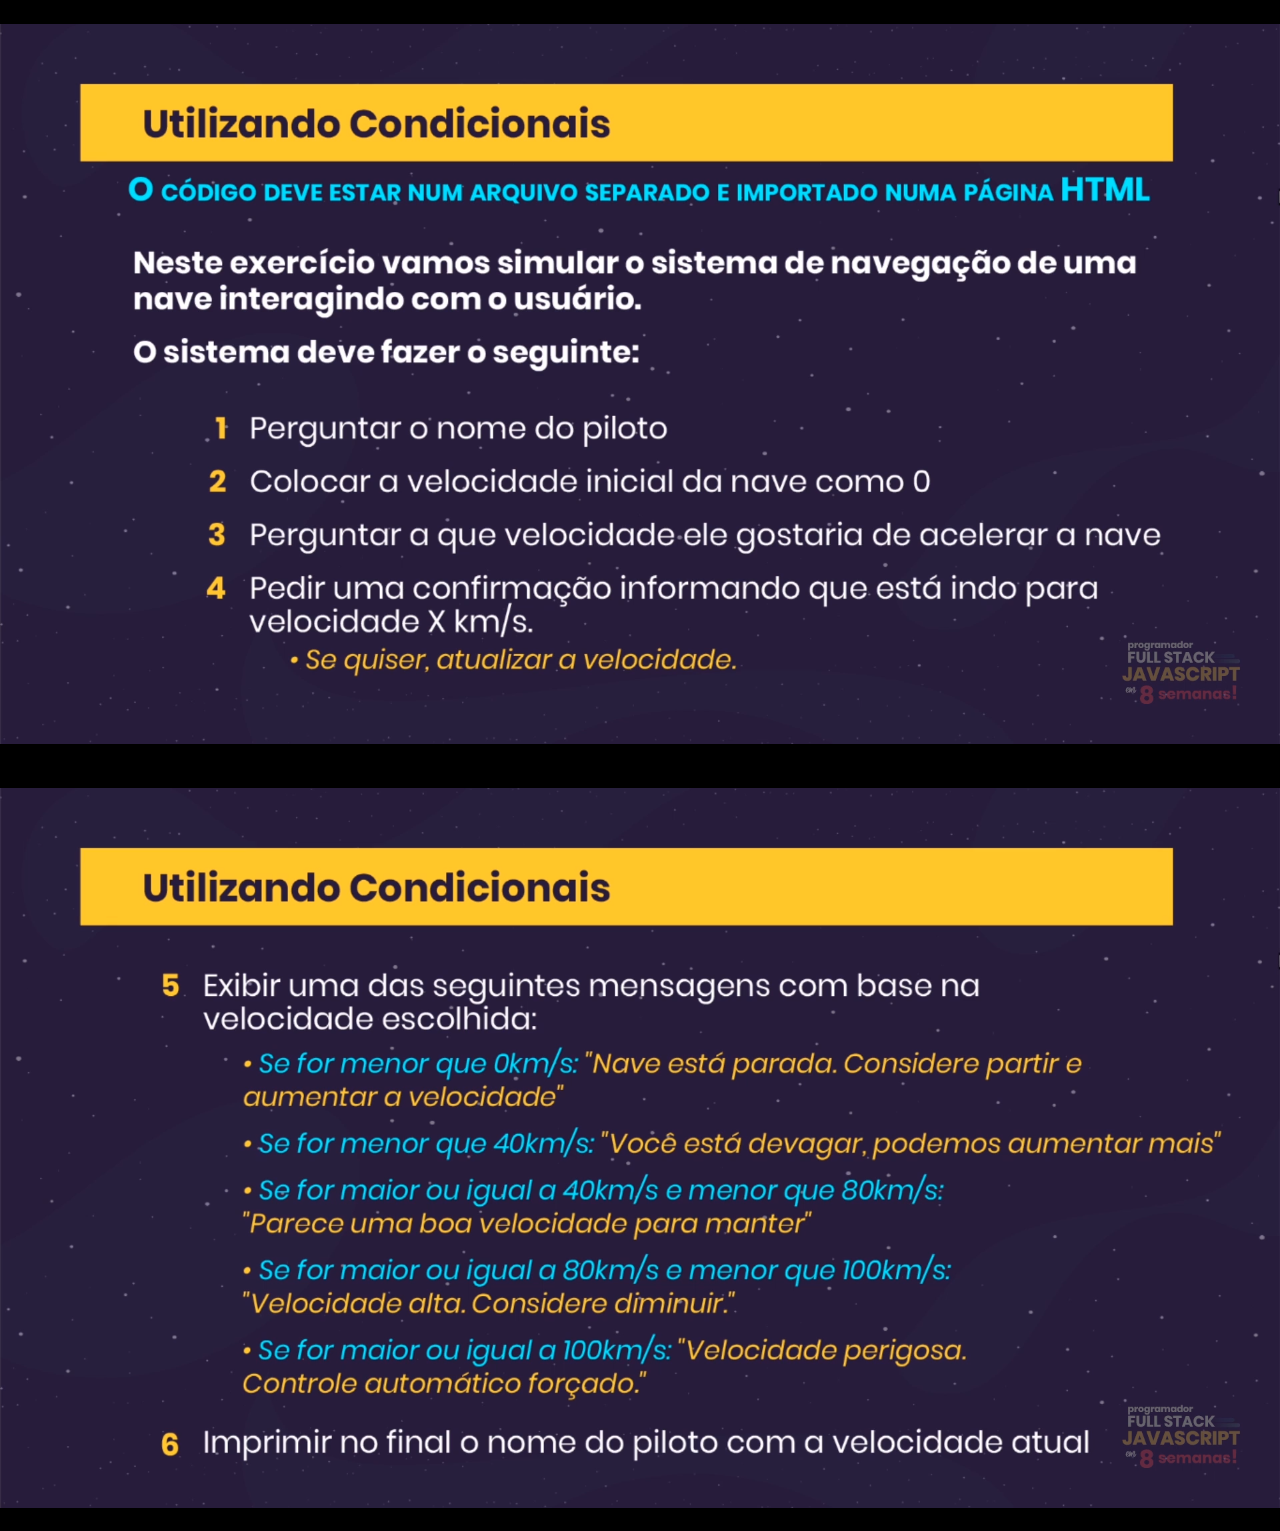 Utilizando Condicionais
O CÓDIGO DEVE ESTAR NUM ARQUIVO SEPARADO E IMPORTADO NUMA PÁGINA HTML
Neste exercício vamos simular o sistema de navegação de uma
nave interagindo com o usuário.
O sistema deve fazer o seguinte:
1 Perguntar o nome do piloto
2 Colocar a velocidade inicial da nave como 0
3 Perguntar a que velocidade ele gostaria de acelerar a nave
4 Pedir uma confirmação informando que está indo para
velocidade X km/s.
• Se quiser, atualizar a velocidade.
programador
FULL STACK
JAVASCRIPT
em 8 semanas!
Utilizando Condicionais
5 Exibir uma das seguintes mensagens com base na
velocidade escolhida:
• Se for menor que 0km/s: "Nave está parada. Considere partir e
aumentar a velocidade"
• Se for menor que 40km/s: "Você está devagar, podemos aumentar mais"
• Se for maior ou igual a 40km/s e menor que 80km/s:
"Parece uma boa velocidade para manter"
• Se for maior ou igual a 80km/s e menor que 100km/s:
"Velocidade alta. Considere diminuir."
• Se for maior ou igual a 100km/s: "Velocidade perigosa.
Controle automático forçado."
6 Imprimir no final o nome do piloto com a velocidade atual
programador
FULL STACK
JAVASCRIPT
em 8 semanas!